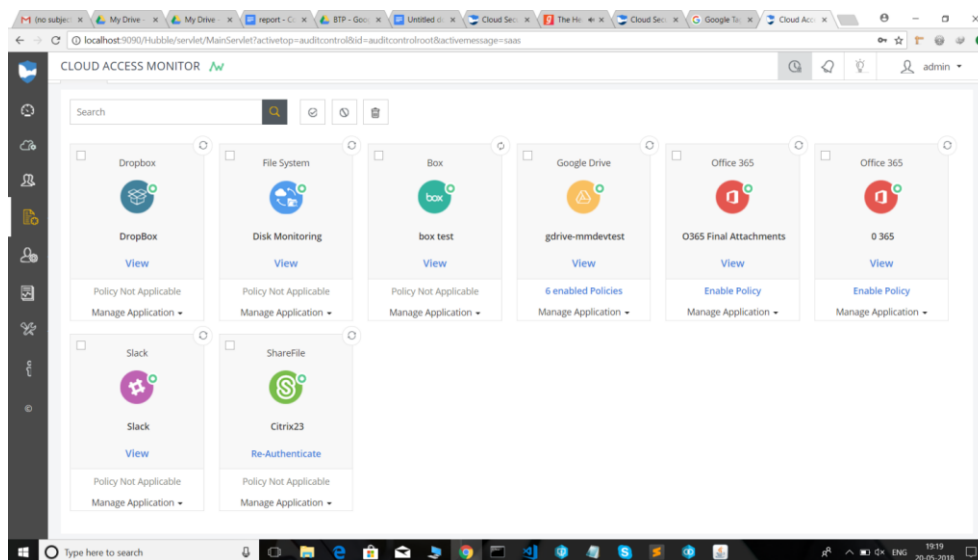 (no subje
My Drive -
My Drive -
report - G
BTP - Goo
Untitled d
Cloud Sec
The He
Cloud Sec
Google Ta
Cloud Acc
localhost:9090/Hubble/servlet/MainServlet?activetop=auditcontrol&id=auditcontrolroot&activemessage=saas
CLOUD ACCESS MONITOR
admin
Search
Dropbox
File System
Box
Google Drive
Office 365
Office 365
box
DropBox
Disk Monitoring
box test
gdrive-mmdevtest
O365 Final Attachments
0 365
View
View
View
View
View
View
Policy Not Applicable
Policy Not Applicable
Policy Not Applicable
6 enabled Policies
Enable Policy
Enable Policy
Manage Application
Manage Application
Manage Application
Manage Application
Manage Application
Manage Application
Slack
ShareFile
Slack
Citrix23
View
Re-Authenticate
Policy Not Applicable
Policy Not Applicable
Manage Application
Manage Application
Type here to search
ENG
19:19
20-05-2018